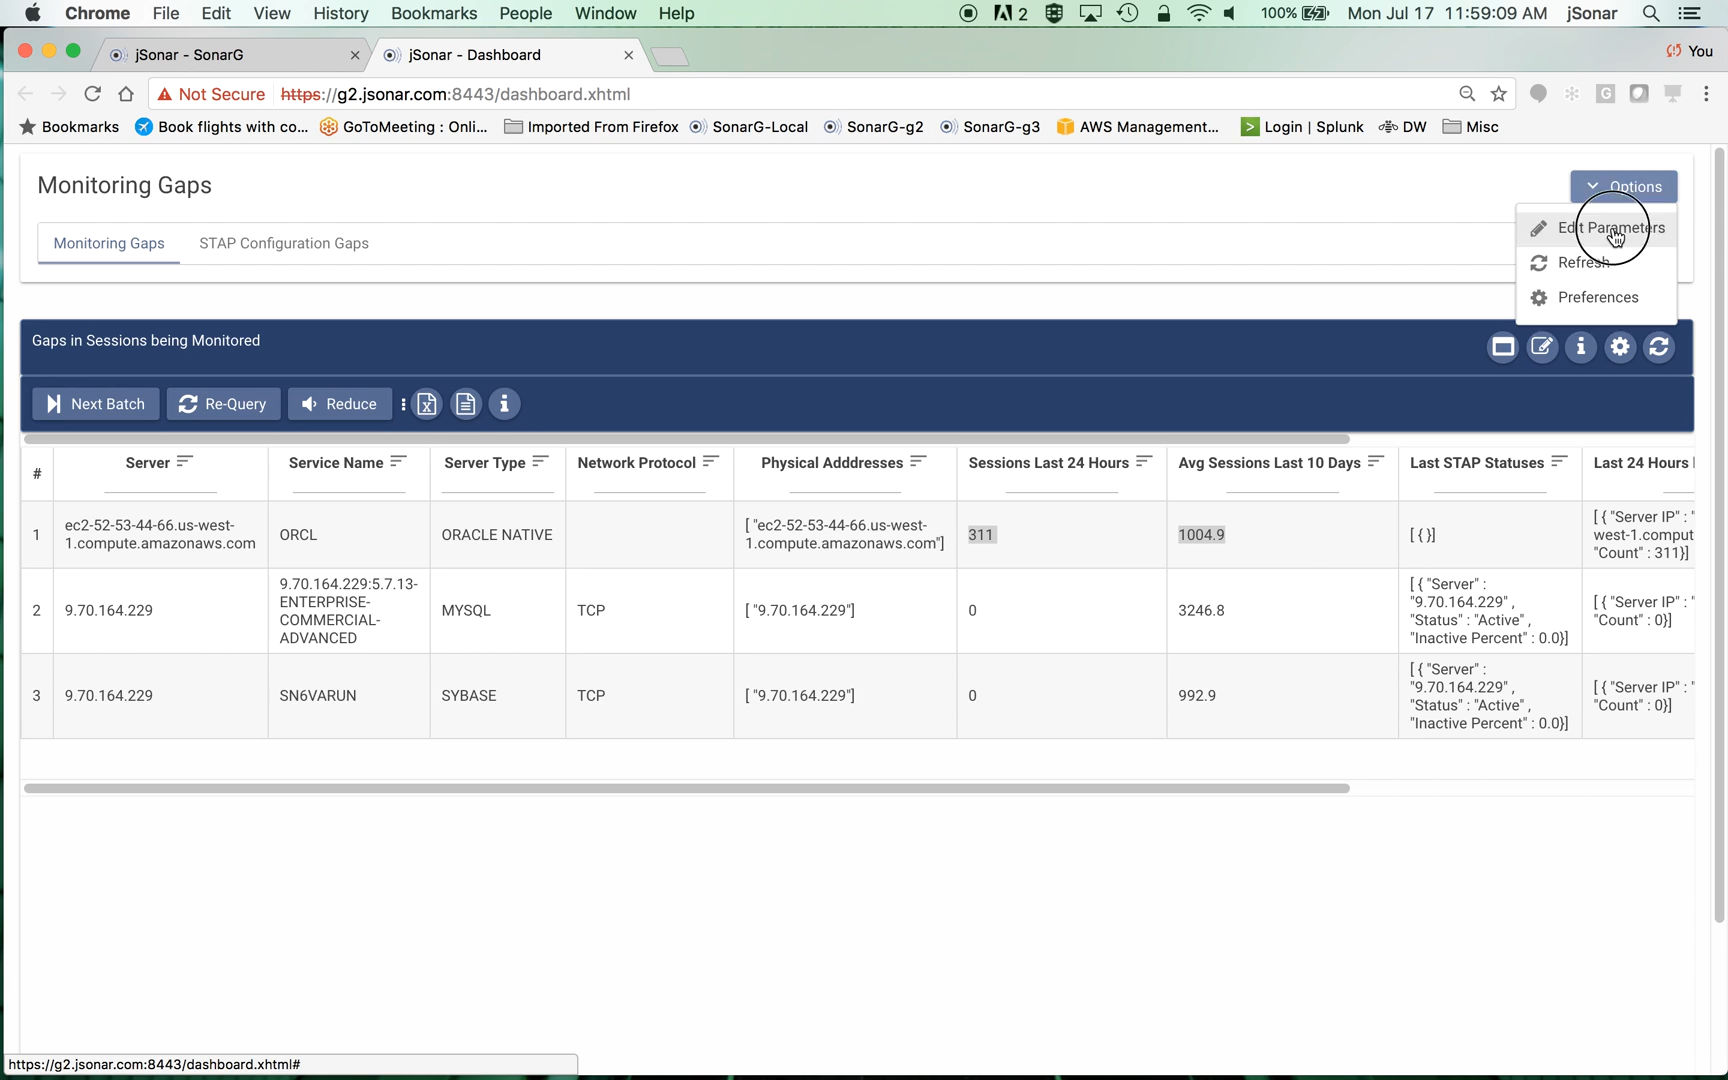 Chrome File Edit View History Bookmarks People Window Help 2 100% Mon Jul 17 11:59:09 AM jSonar
jSonar - SonarG jSonar - Dashboard You
Not Secure https://g2.jsonar.com:8443/dashboard.xhtml G
Bookmarks Book flights with co... GoToMeeting : Onli... Imported From Firefox SonarG-Local SonarG-g2 SonarG-g3 AWS Management... Login | Splunk DW Misc
Monitoring Gaps
Options
Edit Parameters
Refresh
Preferences
Monitoring Gaps STAP Configuration Gaps
Gaps in Sessions being Monitored
Next Batch Re-Query Reduce
# Server Service Name Server Type Network Protocol Physical Adddresses Sessions Last 24 Hours Avg Sessions Last 10 Days Last STAP Statuses Last 24 Hours
1 ec2-52-53-44-66.us-west-
1.compute.amazonaws.com ORCL ORACLE NATIVE [ "ec2-52-53-44-66.us-west-
1.compute.amazonaws.com"] 311 1004.9 [ { }] [ { "Server IP" : "
west-1.comput
"Count" : 311}]
2 9.70.164.229 9.70.164.229:5.7.13-
ENTERPRISE-
COMMERCIAL-
ADVANCED MYSQL TCP [ "9.70.164.229"] 0 3246.8 [ { "Server" :
"9.70.164.229" ,
"Status" : "Active" ,
"Inactive Percent" : 0.0}] [ { "Server IP" : "
"Count" : 0}]
3 9.70.164.229 SN6VARUN SYBASE TCP [ "9.70.164.229"] 0 992.9 [ { "Server" :
"9.70.164.229" ,
"Status" : "Active" ,
"Inactive Percent" : 0.0}] [ { "Server IP" : "
"Count" : 0}]
https://g2.jsonar.com:8443/dashboard.xhtml#